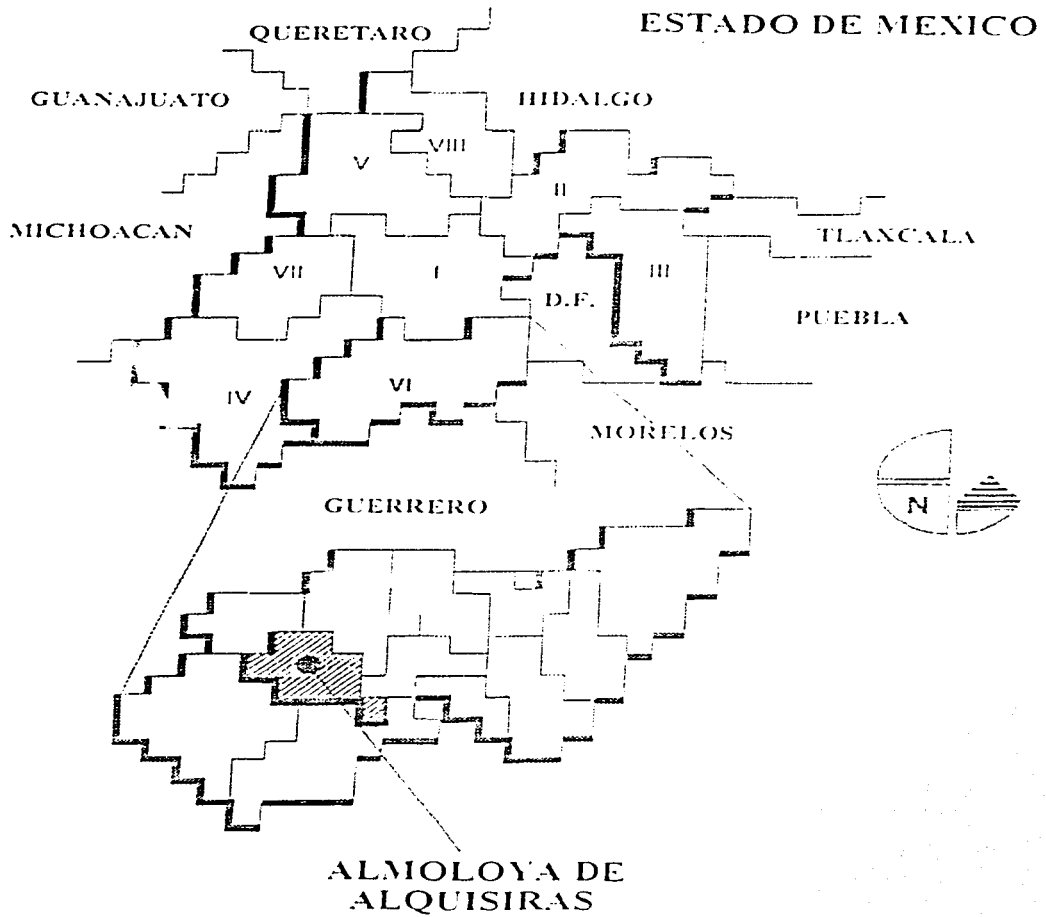 ESTADO DE MEXICO
QUERETARO
GUANAJUATO
HIDALGO
VIII
V
II
MICHOACAN
TLAXCALA
VII
I
III
D.F.
PUEBLA
IV
VI
MORELOS
GUERRERO
N
ALMOLOYA DE
ALQUISIRAS